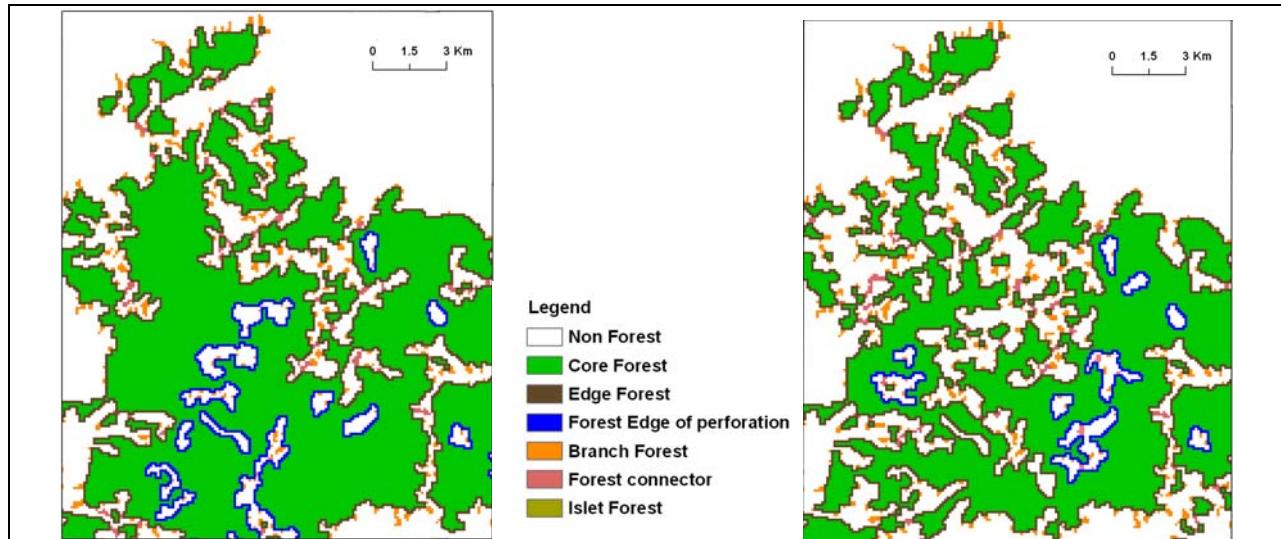 0 1.5 3 Km
0 1.5 3 Km
Legend
Non Forest
Core Forest
Edge Forest
Forest Edge of perforation
Branch Forest
Forest connector
Islet Forest